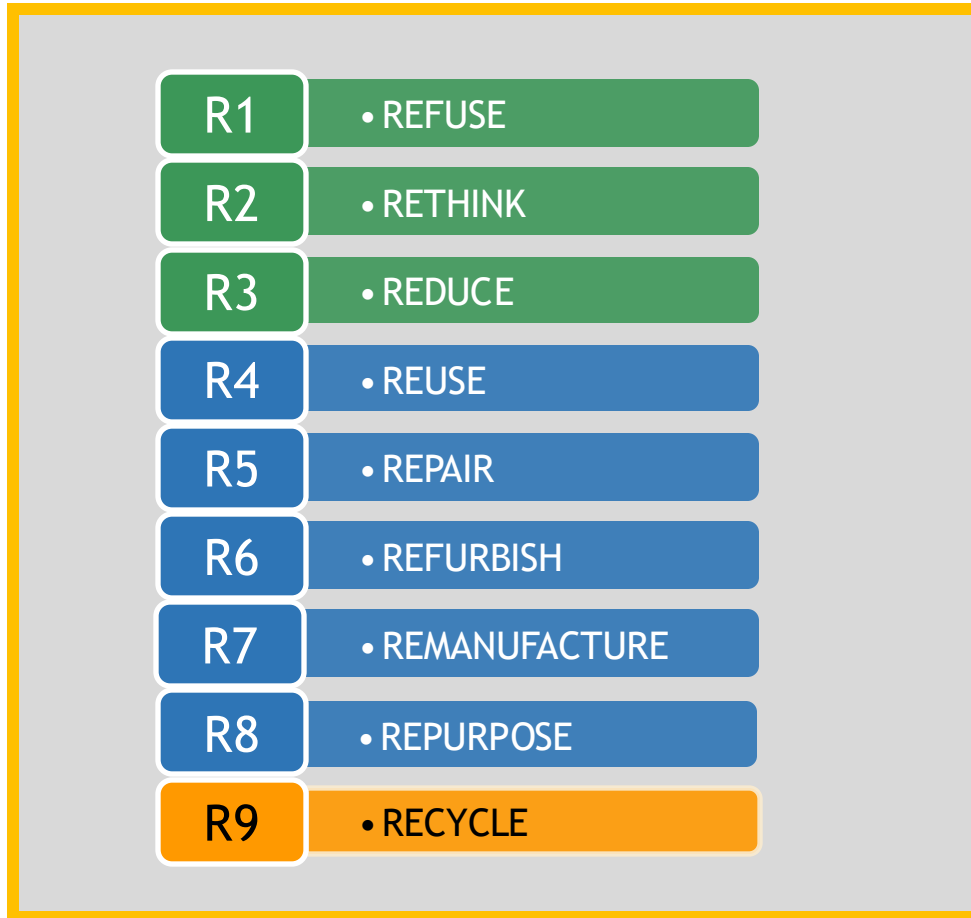 R1 • REFUSE
R2 • RETHINK
R3 • REDUCE
R4 • REUSE
R5 • REPAIR
R6 • REFURBISH
R7 • REMANUFACTURE
R8 • REPURPOSE
R9 • RECYCLE